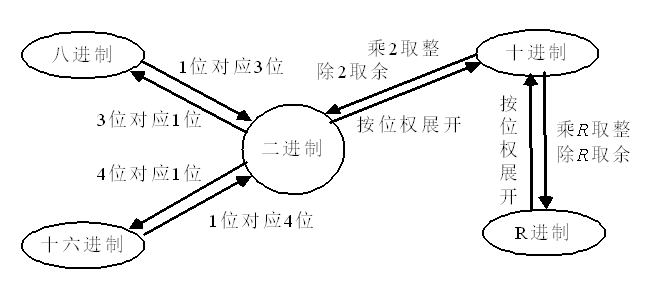 八进制
1位对应3位
3位对应1位
二进制
4位对应1位
1位对应4位
十六进制
乘2取整
除2取余
按位权展开
十进制
按位权展开
乘R取整
除R取余
R进制